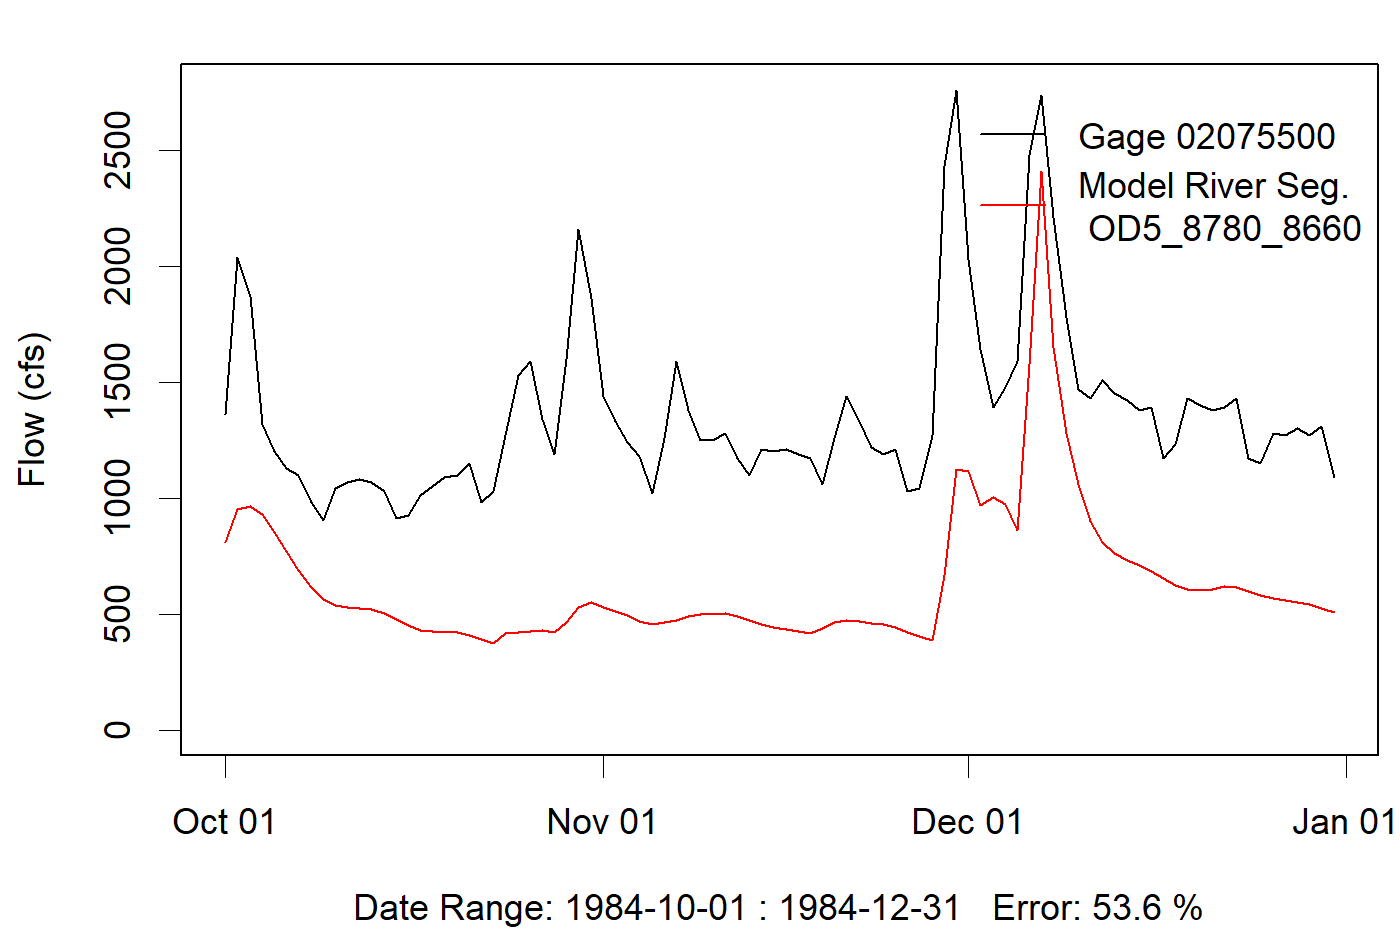 Flow (cfs)
2500
2000
1500
1000
500
0
Gage 02075500
Model River Seg.
OD5_8780_8660
Oct 01
Nov 01
Dec 01
Jan 01
Date Range: 1984-10-01 : 1984-12-31   Error: 53.6 %